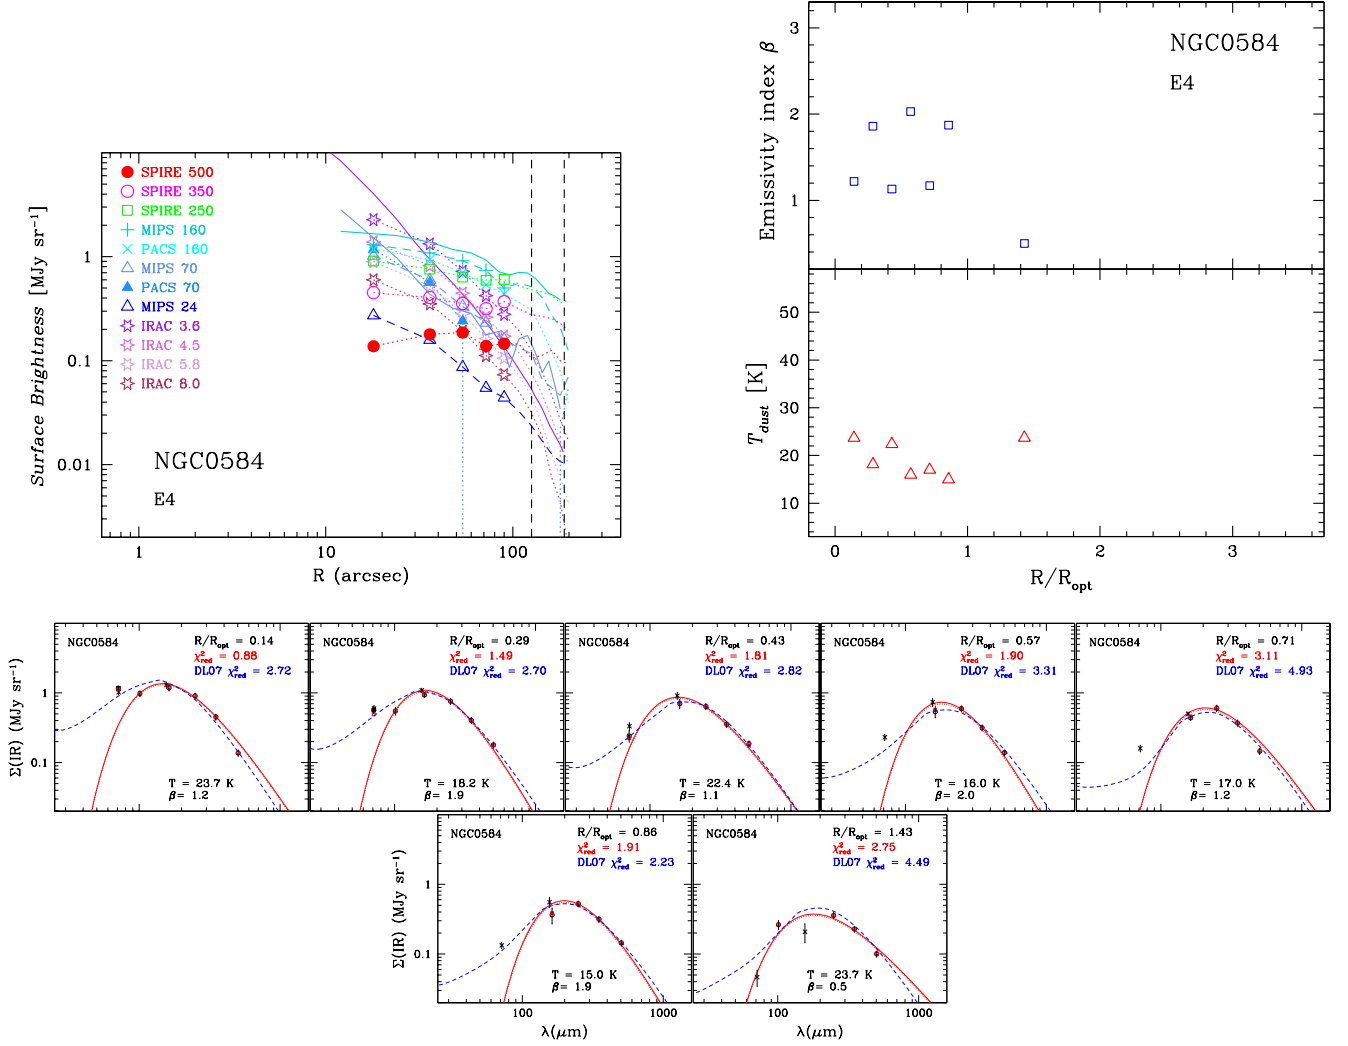 SPIRE 500
SPIRE 350
SPIRE 250
MIPS 160
PACS 160
MIPS 70
PACS 70
MIPS 24
IRAC 3.6
IRAC 4.5
IRAC 5.8
IRAC 8.0
NGC0584
E4
Surface Brightness [MJy sr⁻¹]
1
0.1
0.01
1
10
100
R (arcsec)
NGC0584
E4
Emissivity index β
3
2
1
T_dust [K]
50
40
30
20
10
0
1
2
3
R/R_opt
Σ(IR) (MJy sr⁻¹)
1
0.1
NGC0584
R/R_opt = 0.14
χ²_red = 0.88
DL07 χ²_red = 2.72
T = 23.7 K
β= 1.2
NGC0584
R/R_opt = 0.29
χ²_red = 1.49
DL07 χ²_red = 2.70
T = 18.2 K
β= 1.9
NGC0584
R/R_opt = 0.43
χ²_red = 1.81
DL07 χ²_red = 2.82
T = 22.4 K
β= 1.1
NGC0584
R/R_opt = 0.57
χ²_red = 1.90
DL07 χ²_red = 3.31
T = 16.0 K
β= 2.0
NGC0584
R/R_opt = 0.71
χ²_red = 3.11
DL07 χ²_red = 4.93
T = 17.0 K
β= 1.2
Σ(IR) (MJy sr⁻¹)
1
0.1
NGC0584
R/R_opt = 0.86
χ²_red = 1.91
DL07 χ²_red = 2.23
T = 15.0 K
β= 1.9
100
1000
λ(μm)
NGC0584
R/R_opt = 1.43
χ²_red = 2.75
DL07 χ²_red = 4.49
T = 23.7 K
β= 0.5
100
1000
λ(μm)